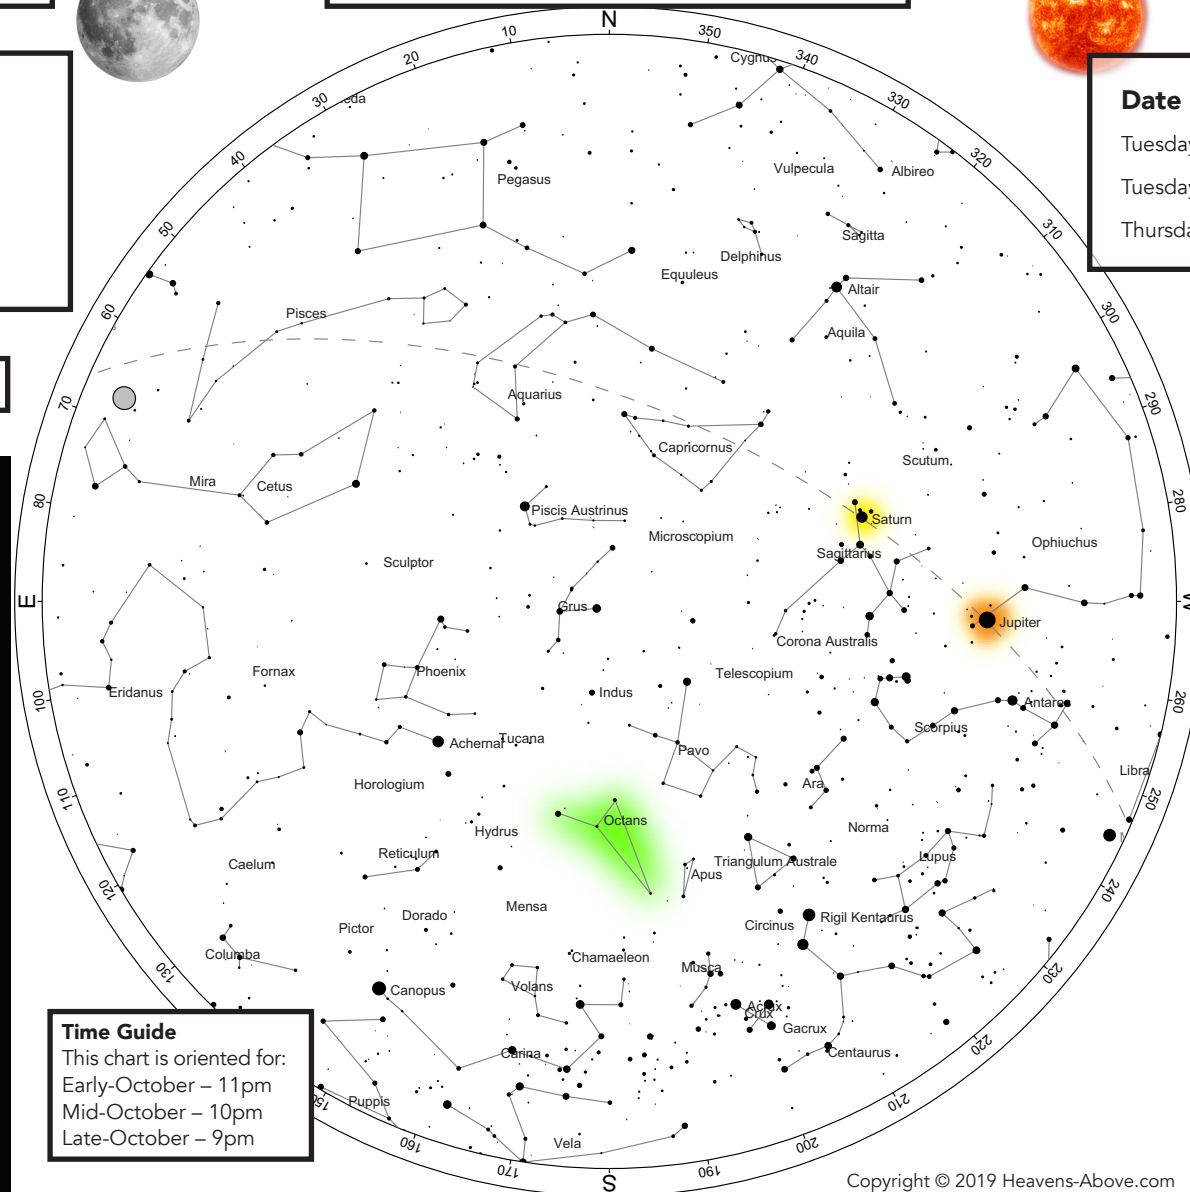 N
10
350
20
340
30
330
40
320
50
310
60
300
70
290
80
280
E
100
260
110
250
120
240
130
230
220
150
210
160
200
170
190
S
Cygnus
Date
Tuesday
Tuesday
Thursda
Vulpecula
Albireo
Pegasus
Sagitta
Delphinus
Equuleus
Altair
Pisces
Aquila
Aquarius
Capricornus
Scutum
Mira
Cetus
Piscis Austrinus
Saturn
Microscopium
Ophiuchus
Sagittarius
Sculptor
Grus
Jupiter
Corona Australis
Fornax
Phoenix
Telescopium
Eridanus
Indus
Antares
Scorpius
Achernar
Tucana
Pavo
Libra
Horologium
Ara
Hydrus
Octans
Norma
Reticulum
Caelum
Triangulum Australe
Lupus
Apus
Mensa
Dorado
Pictor
Circinus
Rigil Kentaurus
Columba
Chamaeleon
Musca
Canopus
Volans
Acrux
Crux
Gacrux
Carina
Centaurus
Puppis
Vela
Time Guide
This chart is oriented for:
Early-October – 11pm
Mid-October – 10pm
Late-October – 9pm
Copyright © 2019 Heavens-Above.com